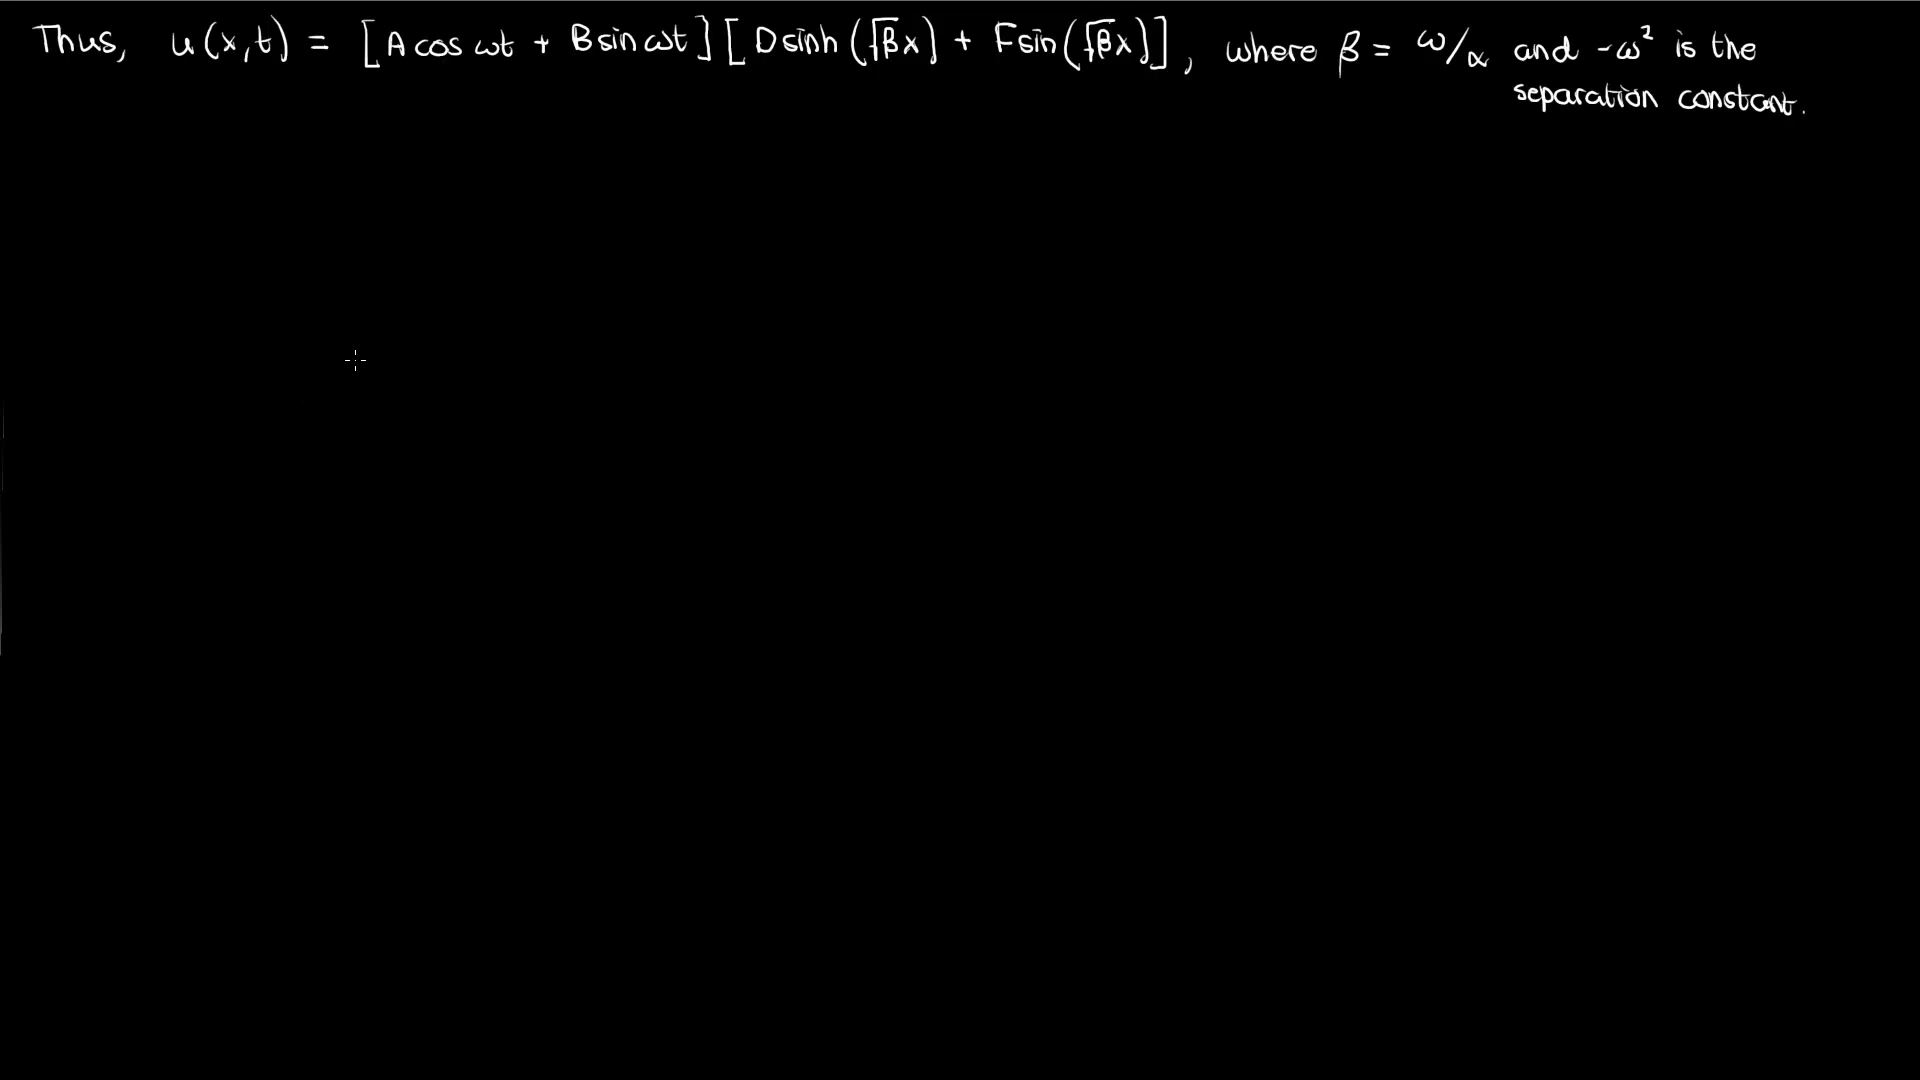 Thus, u(x,t) = [A cos ωt + B sin ωt][D sinh(√β x) + F sin(√β x)], where β = ω/α and -ω² is the
separation constant.